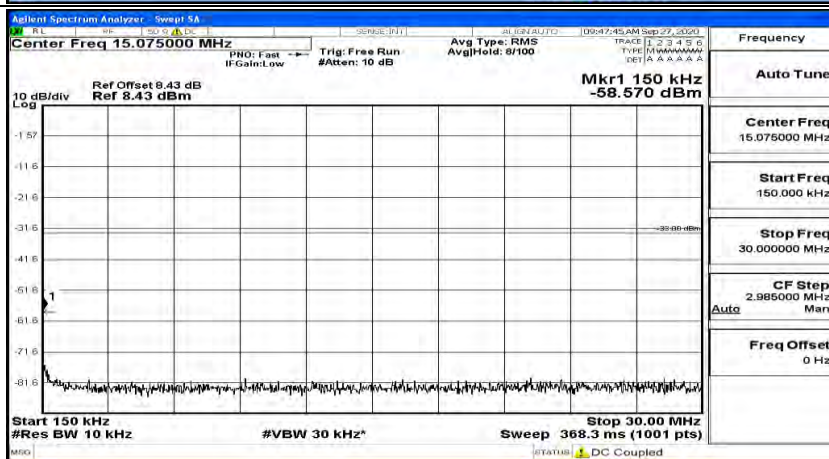 Agilent Spectrum Analyzer - Swept SA
RL RF 50 Ω DC SENSE:INT ALIGN AUTO 09:47:45 AM Sep 27, 2020
Center Freq 15.075000 MHz
PNO: Fast
IFGain:Low
Trig: Free Run
#Atten: 10 dB
Avg Type: RMS
Avg|Hold: 8/100
TRACE 1 2 3 4 5 6
TYPE MWWWWW
DET A A A A A A
Ref Offset 8.43 dB
10 dB/div Ref 8.43 dBm
Log
Mkr1 150 kHz
-58.570 dBm
-1.57
-11.6
-21.6
-31.6
-33.00 dBm
-41.6
-51.6
1
-61.6
-71.6
-81.6
Start 150 kHz
Stop 30.00 MHz
#Res BW 10 kHz
#VBW 30 kHz*
Sweep 368.3 ms (1001 pts)
MSG
STATUS DC Coupled
Frequency
Auto Tune
Center Freq
15.075000 MHz
Start Freq
150.000 kHz
Stop Freq
30.000000 MHz
CF Step
2.985000 MHz
Auto Man
Freq Offset
0 Hz